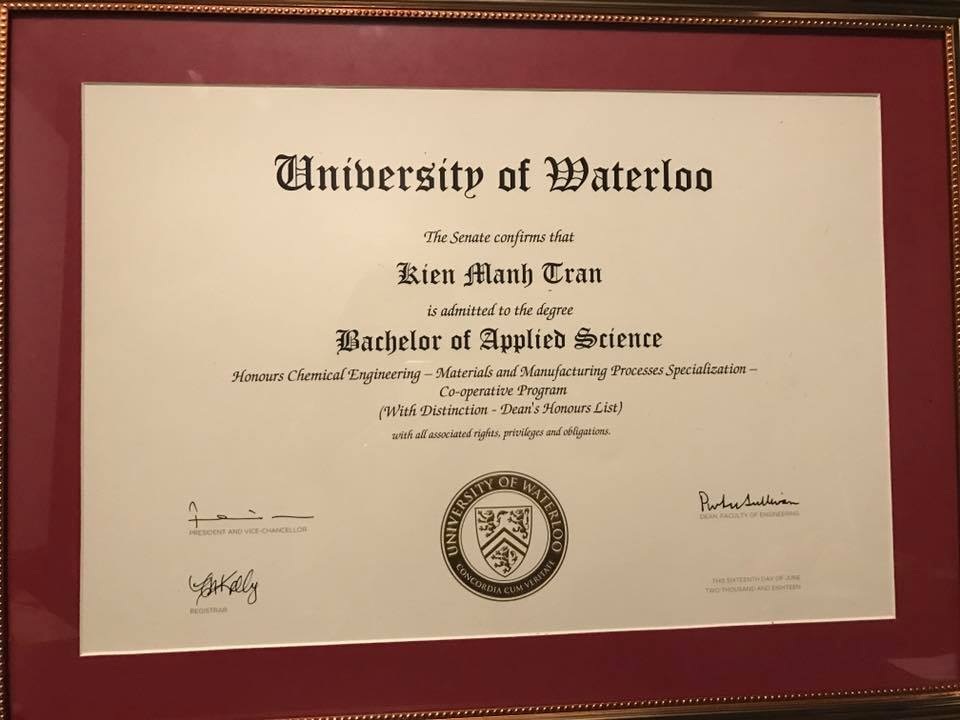 University of Waterloo
The Senate confirms that
Kien Manh Tran
is admitted to the degree
Bachelor of Applied Science
Honours Chemical Engineering – Materials and Manufacturing Processes Specialization –
Co-operative Program
(With Distinction - Dean's Honours List)
with all associated rights, privileges and obligations.
PRESIDENT AND VICE-CHANCELLOR
REGISTRAR
UNIVERSITY OF WATERLOO
CONCORDIA CUM VERITATE
DEAN, FACULTY OF ENGINEERING
THIS SIXTEENTH DAY OF JUNE
TWO THOUSAND AND EIGHTEEN